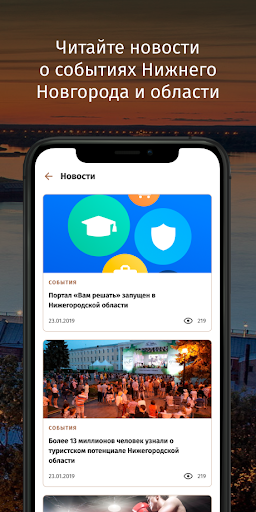 Читайте новости
о событиях Нижнего
Новгорода и области
Новости
СОБЫТИЯ
Портал «Вам решать» запущен в
Нижегородской области
23.01.2019 219
СОБЫТИЯ
Более 13 миллионов человек узнали о
туристском потенциале Нижегородской
области
23.01.2019 219